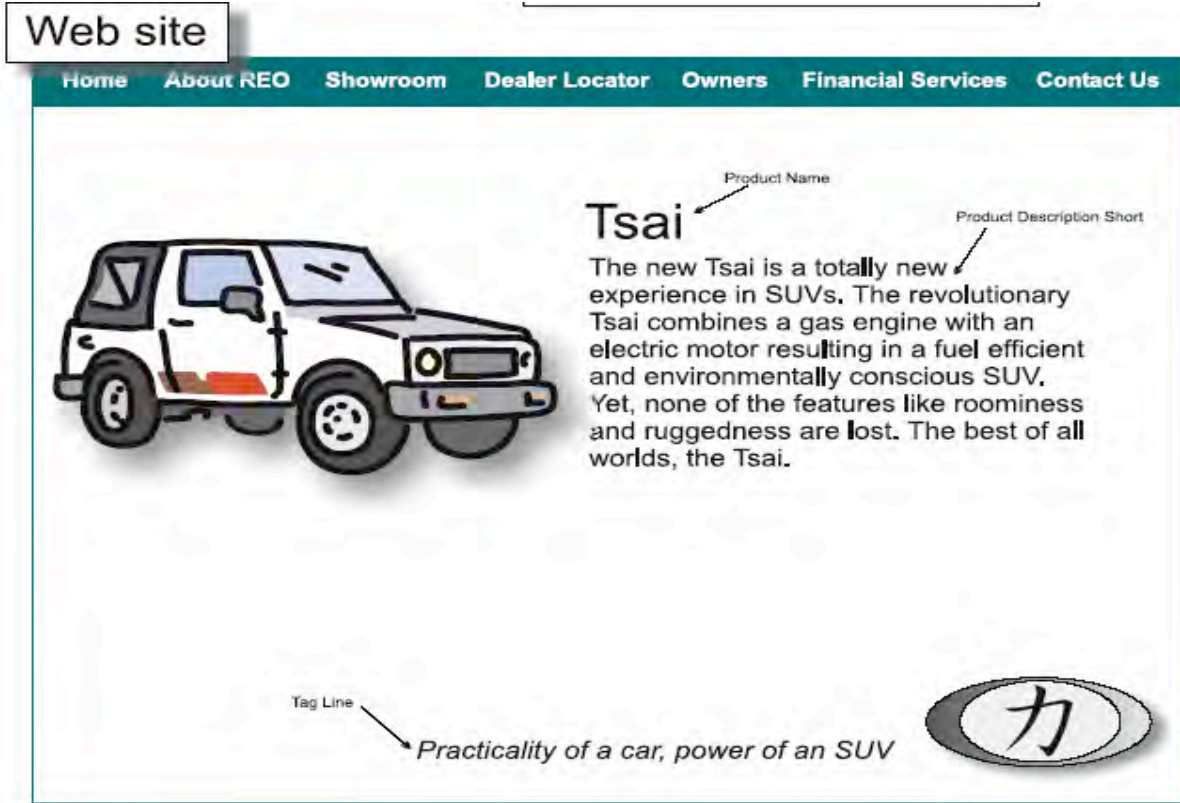 Web site
Home About REO Showroom Dealer Locator Owners Financial Services Contact Us
Product Name
Tsai
Product Description Short
The new Tsai is a totally new
experience in SUVs. The revolutionary
Tsai combines a gas engine with an
electric motor resulting in a fuel efficient
and environmentally conscious SUV.
Yet, none of the features like roominess
and ruggedness are lost. The best of all
worlds, the Tsai.
Tag Line
Practicality of a car, power of an SUV
力